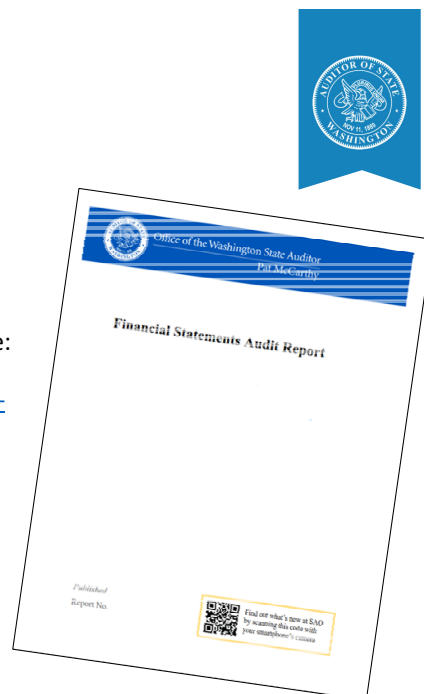 AUDITOR OF STATE
NOV 11, 1889
WASHINGTON
Office of the Washington State Auditor
Pat McCarthy
e:
Financial Statements Audit Report
Published
Report No.
Find out what's new at SAO
by scanning this code with
your smartphone's camera